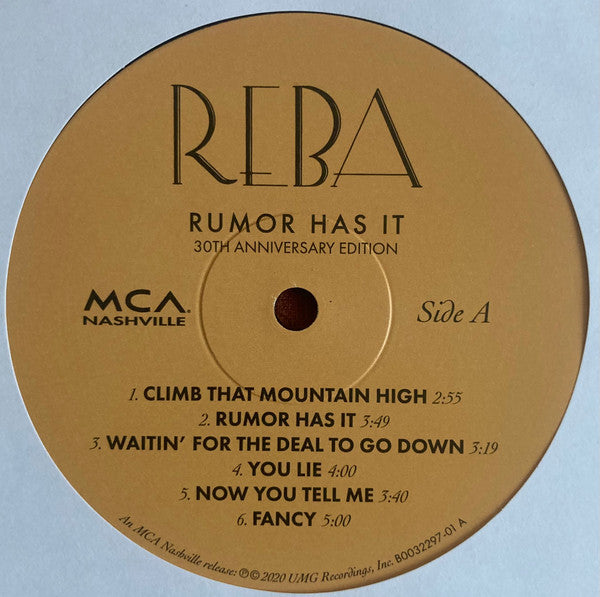 REBA
RUMOR HAS IT
30TH ANNIVERSARY EDITION
MCA®
NASHVILLE
Side A
1. CLIMB THAT MOUNTAIN HIGH 2:55
2. RUMOR HAS IT 3:49
3. WAITIN’ FOR THE DEAL TO GO DOWN 3:19
4. YOU LIE 4:00
5. NOW YOU TELL ME 3:40
6. FANCY 5:00
An MCA Nashville release; ℗© 2020 UMG Recordings, Inc. B0032297-01 A